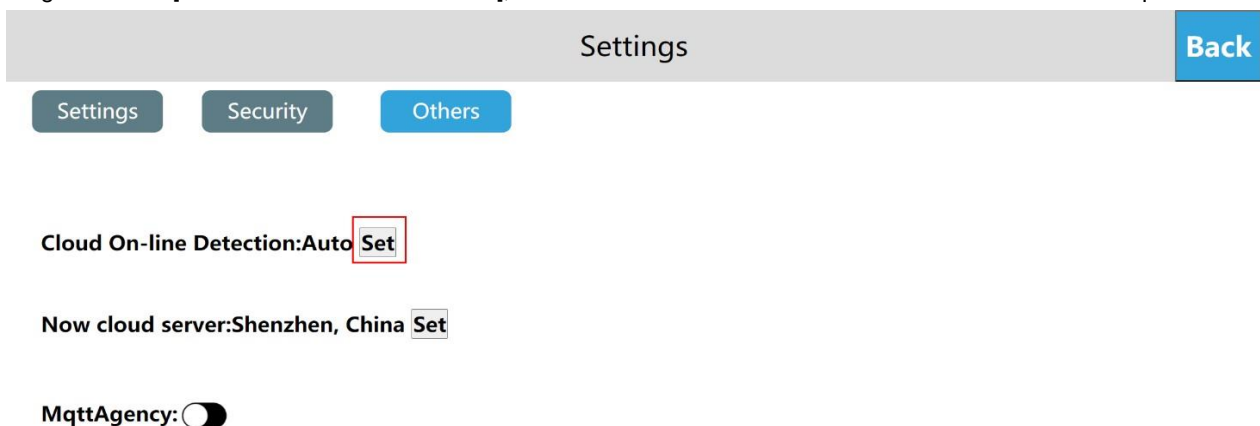 Settings
Back
Settings
Security
Others
Cloud On-line Detection:Auto Set
Now cloud server:Shenzhen, China Set
MqttAgency: